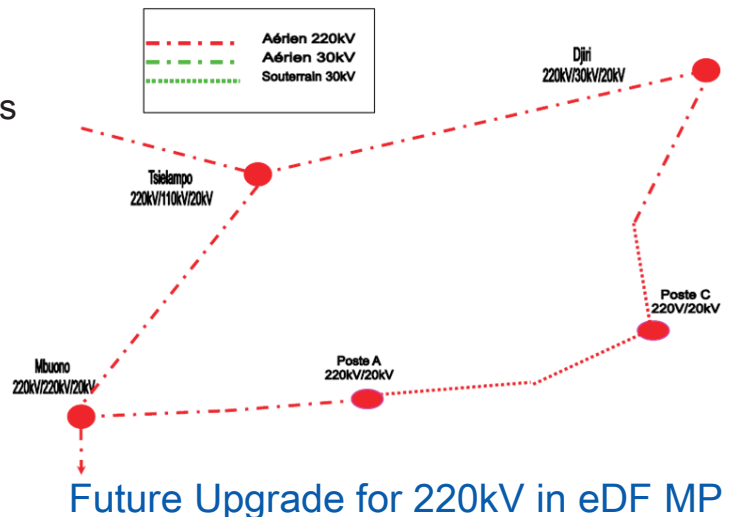 Aérien 220kV
Aérien 30kV
Souterrain 30kV
Djiri
220kV/30kV/20kV
s
Tsielampo
220kV/110kV/20kV
Poste C
220V/20kV
Mbuono
220kV/220kV/20kV
Poste A
220kV/20kV
Future Upgrade for 220kV in eDF MP